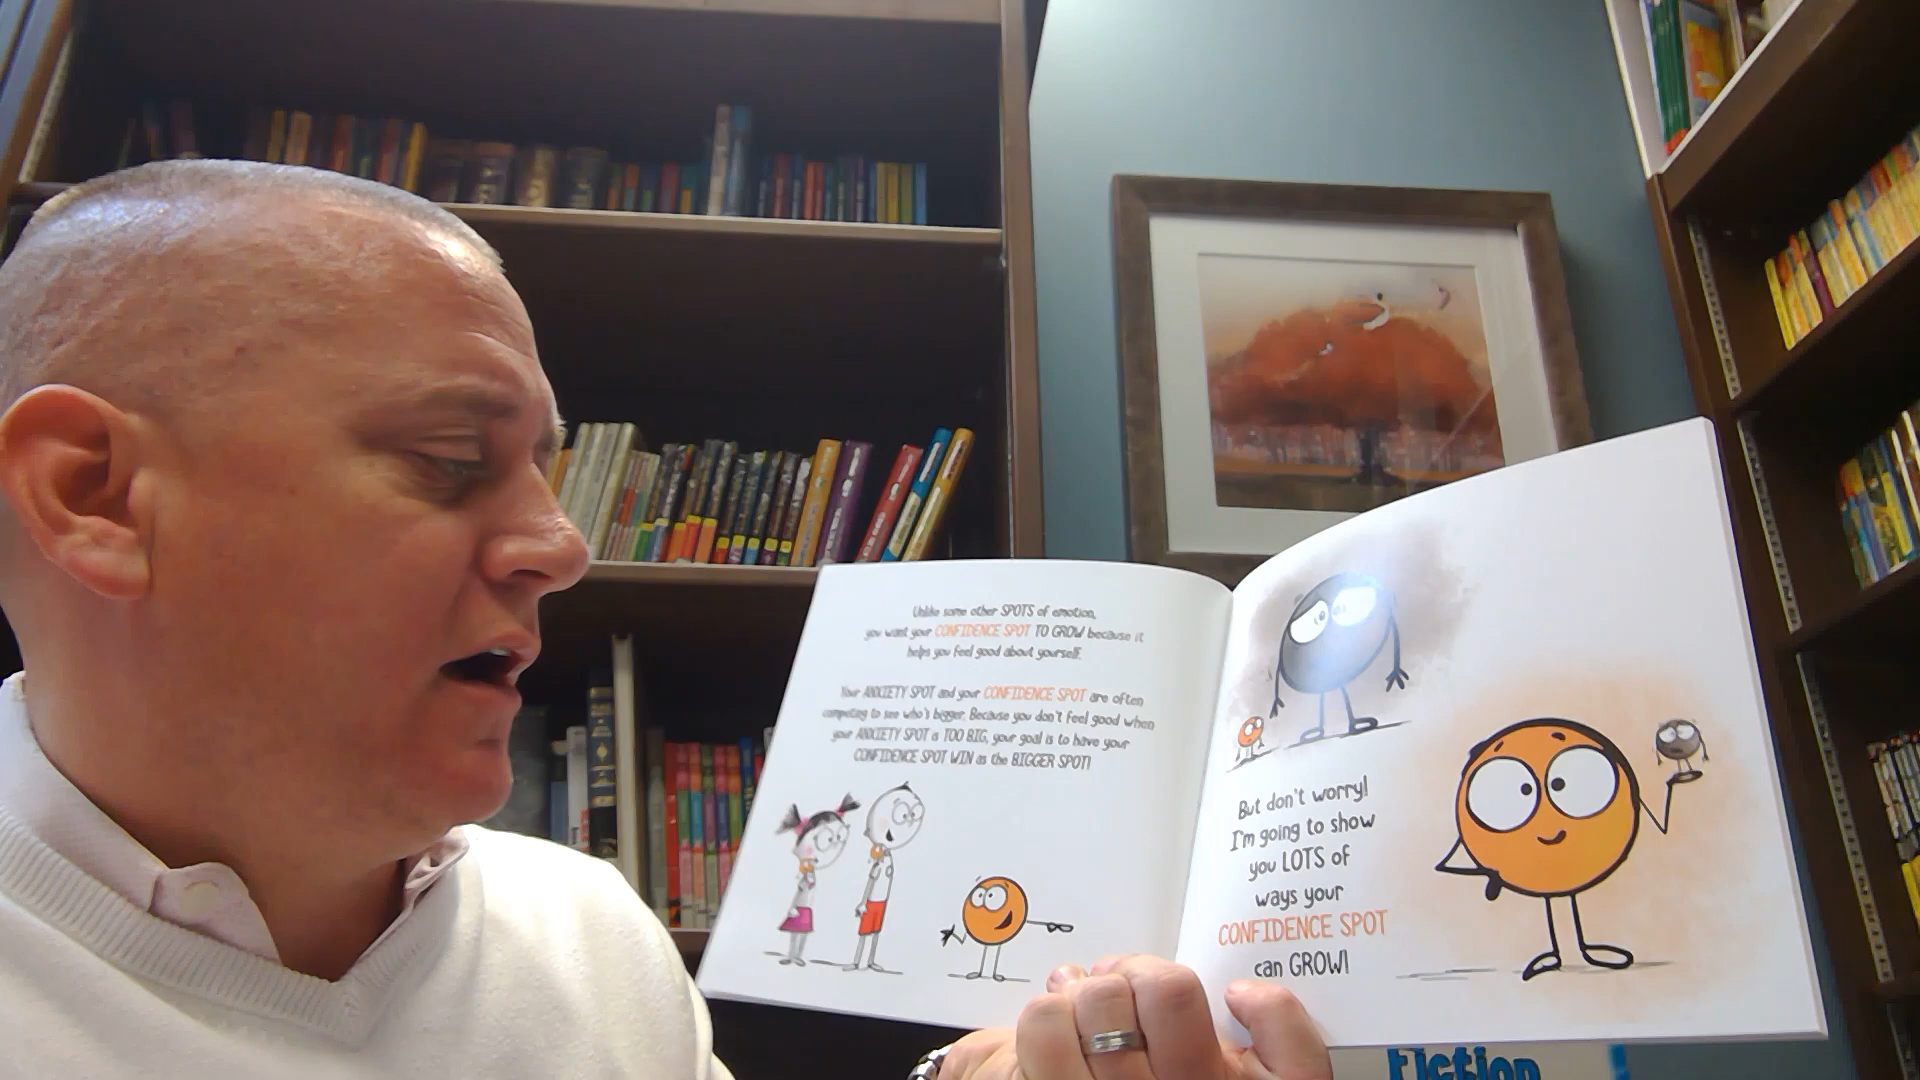 Unlike some other SPOTS of emotion,
you want your CONFIDENCE SPOT TO GROW because it
helps you feel good about yourself.
Your ANXIETY SPOT and your CONFIDENCE SPOT are often
competing to see who's bigger. Because you don't feel good when
your ANXIETY SPOT is TOO BIG, your goal is to have your
CONFIDENCE SPOT WIN as the BIGGER SPOT!
But don't worry!
I'm going to show
you LOTS of
ways your
CONFIDENCE SPOT
can GROW!
Fiction